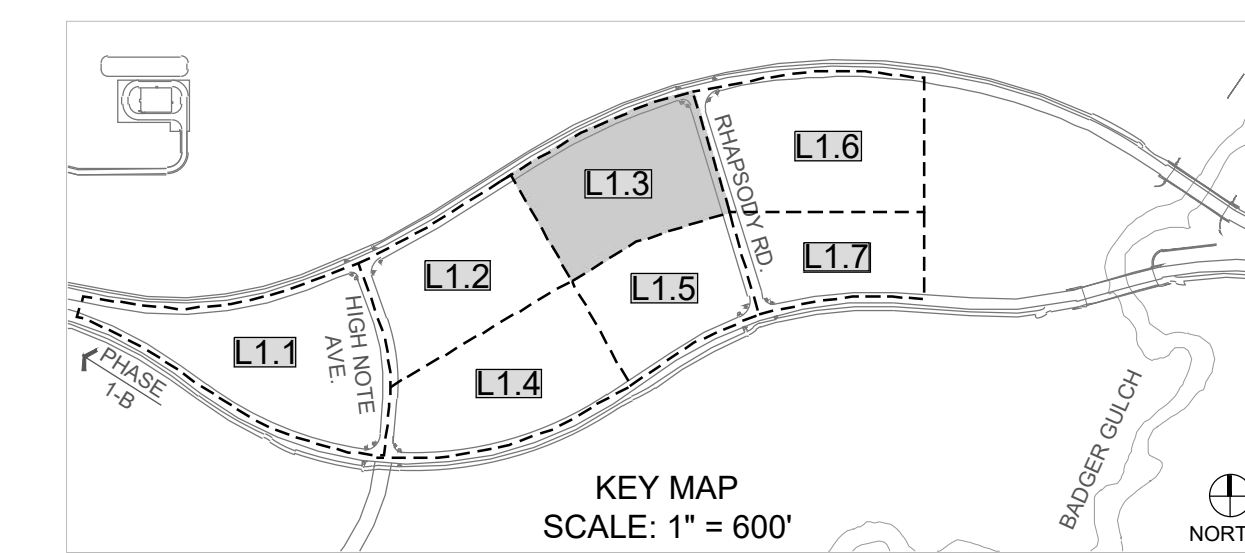 L1.6
L1.3
RHAPSODY RD.
L1.7
L1.2
L1.5
L1.1
HIGH NOTE
AVE.
PHASE
1-B
L1.4
BADGER GULCH
KEY MAP
SCALE: 1" = 600'
NORT